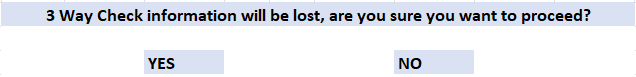 3 Way Check information will be lost, are you sure you want to proceed?
YES NO